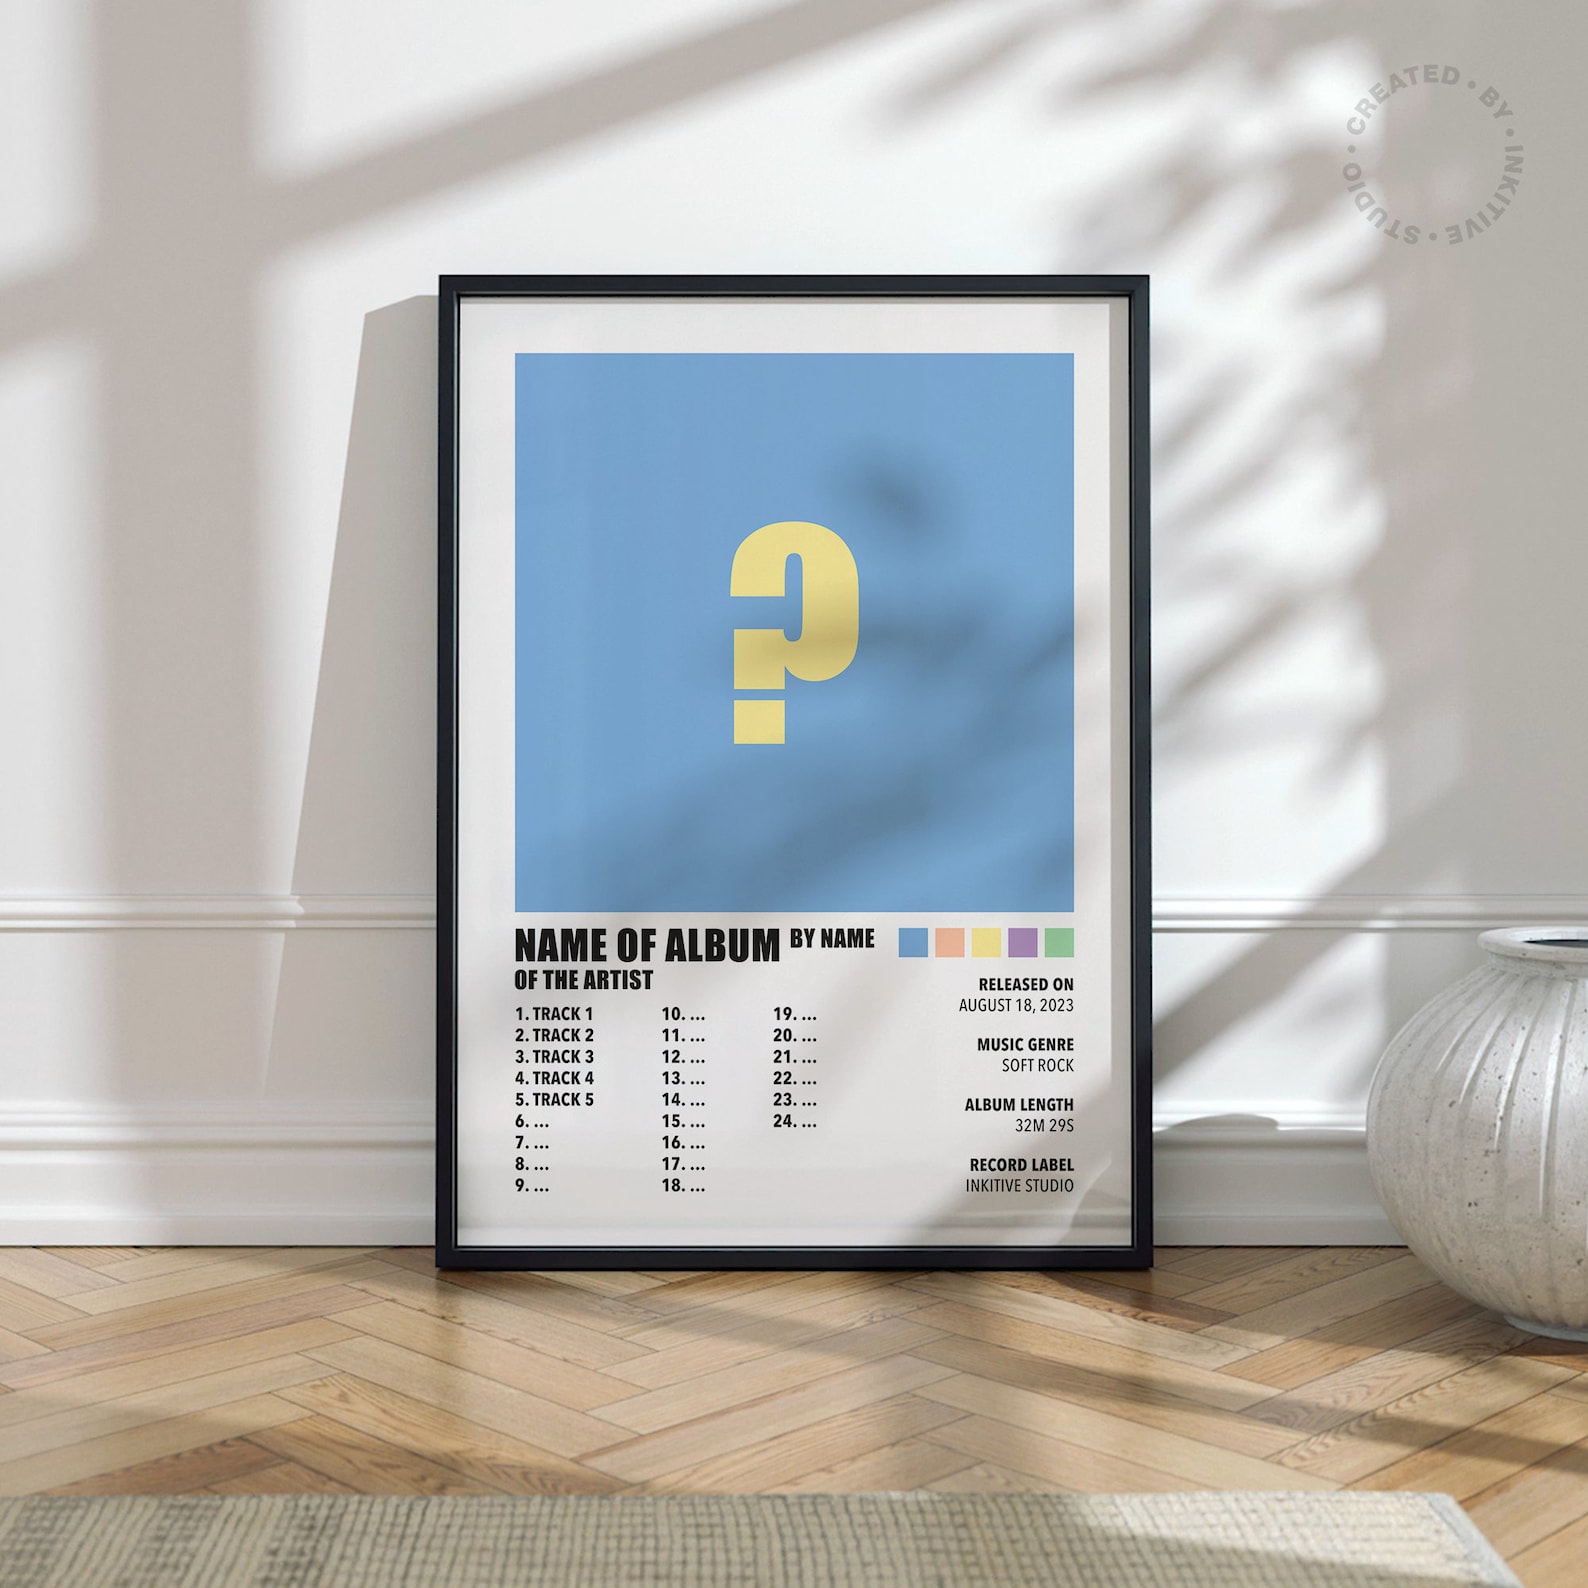 CREATED • BY • INKITIVE • STUDIO •
?
NAME OF ALBUM BY NAME
OF THE ARTIST
1. TRACK 1
2. TRACK 2
3. TRACK 3
4. TRACK 4
5. TRACK 5
6. ...
7. ...
8. ...
9. ...
10. ...
11. ...
12. ...
13. ...
14. ...
15. ...
16. ...
17. ...
18. ...
19. ...
20. ...
21. ...
22. ...
23. ...
24. ...
RELEASED ON
AUGUST 18, 2023
MUSIC GENRE
SOFT ROCK
ALBUM LENGTH
32M 29S
RECORD LABEL
INKITIVE STUDIO